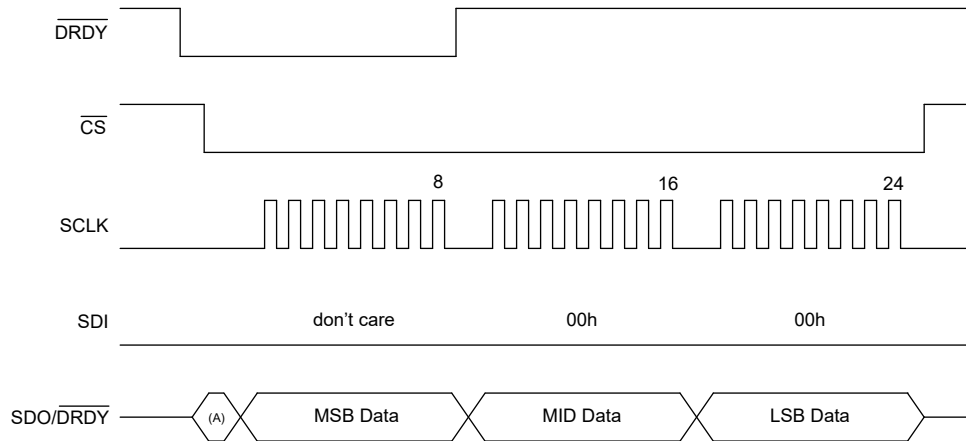 DRDY
CS
8 16 24
SCLK
SDI don't care 00h 00h
SDO/DRDY (A) MSB Data MID Data LSB Data